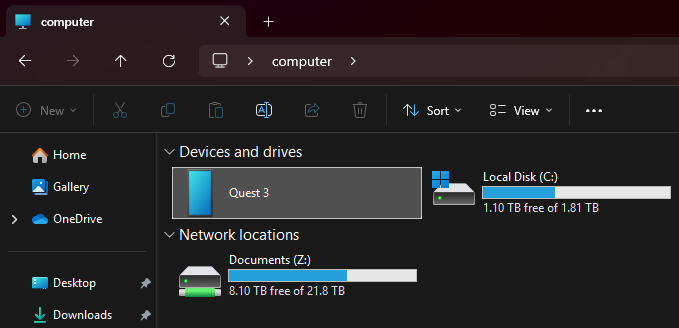 computer
computer
New
Sort
View
Home
Gallery
OneDrive
Desktop
Downloads
Devices and drives
Quest 3
Local Disk (C:)
1.10 TB free of 1.81 TB
Network locations
Documents (Z:)
8.10 TB free of 21.8 TB